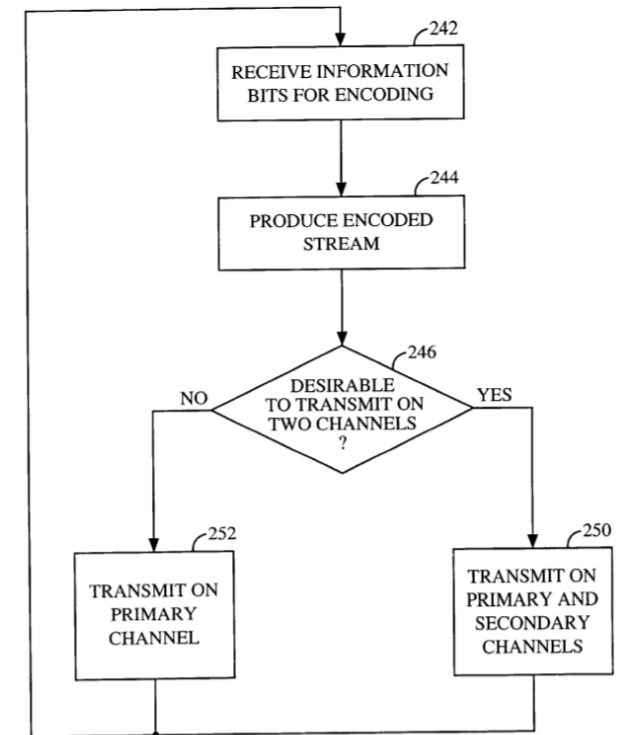 242
RECEIVE INFORMATION
BITS FOR ENCODING
244
PRODUCE ENCODED
STREAM
246
DESIRABLE
TO TRANSMIT ON
TWO CHANNELS
?
NO
YES
252
TRANSMIT ON
PRIMARY
CHANNEL
250
TRANSMIT ON
PRIMARY AND
SECONDARY
CHANNELS